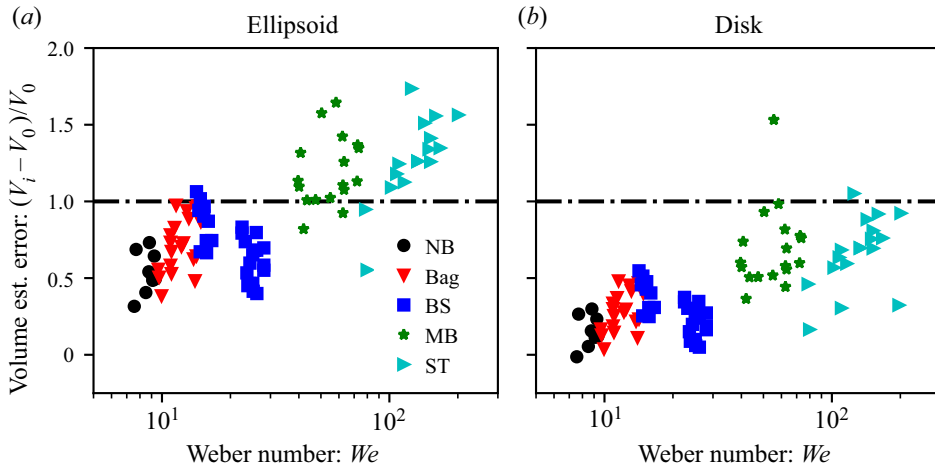 (a) Ellipsoid
(b) Disk
Volume est. error: (Vᵢ – V₀)/V₀
2.0
1.5
1.0
0.5
0
NB
Bag
BS
MB
ST
10¹ 10²
10¹ 10²
Weber number: We
Weber number: We